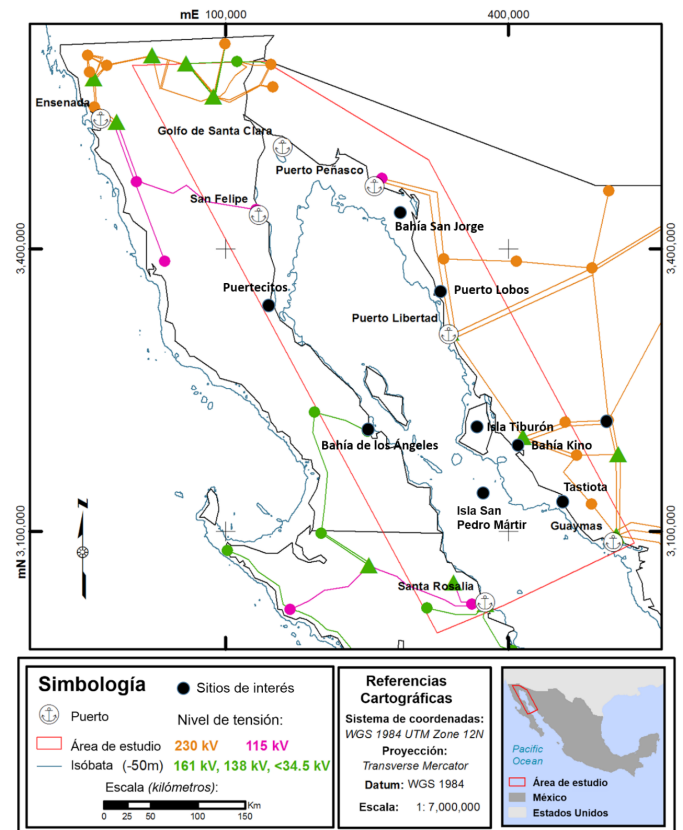 mE
100,000
400,000
Ensenada
Golfo de Santa Clara
Puerto Peñasco
San Felipe
Bahía San Jorge
3,400,000
3,400,000
Puertecitos
Puerto Lobos
Puerto Libertad
Isla Tiburón
Bahía de los Ángeles
Bahía Kino
Tastiota
Isla San
Pedro Mártir
Guaymas
N
mN
3,100,000
3,100,000
Santa Rosalia
Simbología
Sitios de interés
Puerto
Nivel de tensión:
Área de estudio
230 kV
115 kV
Isóbata
(-50m)
161 kV, 138 kV, <34.5 kV
Escala (kilómetros):
Km
0
25
50
100
150
Referencias
Cartográficas
Sistema de coordenadas:
WGS 1984 UTM Zone 12N
Proyección:
Transverse Mercator
Datum: WGS 1984
Escala: 1: 7,000,000
Pacific
Ocean
Área de estudio
México
Estados Unidos